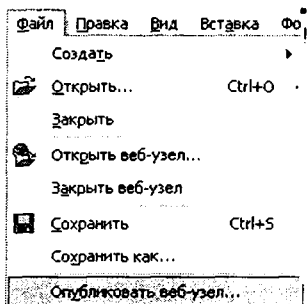 Файл Правка Вид Вставка Фо
Создать
Открыть... Ctrl+O
Закрыть
Открыть веб-узел...
Закрыть веб-узел
Сохранить Ctrl+S
Сохранить как...
Опубликовать веб-узел...